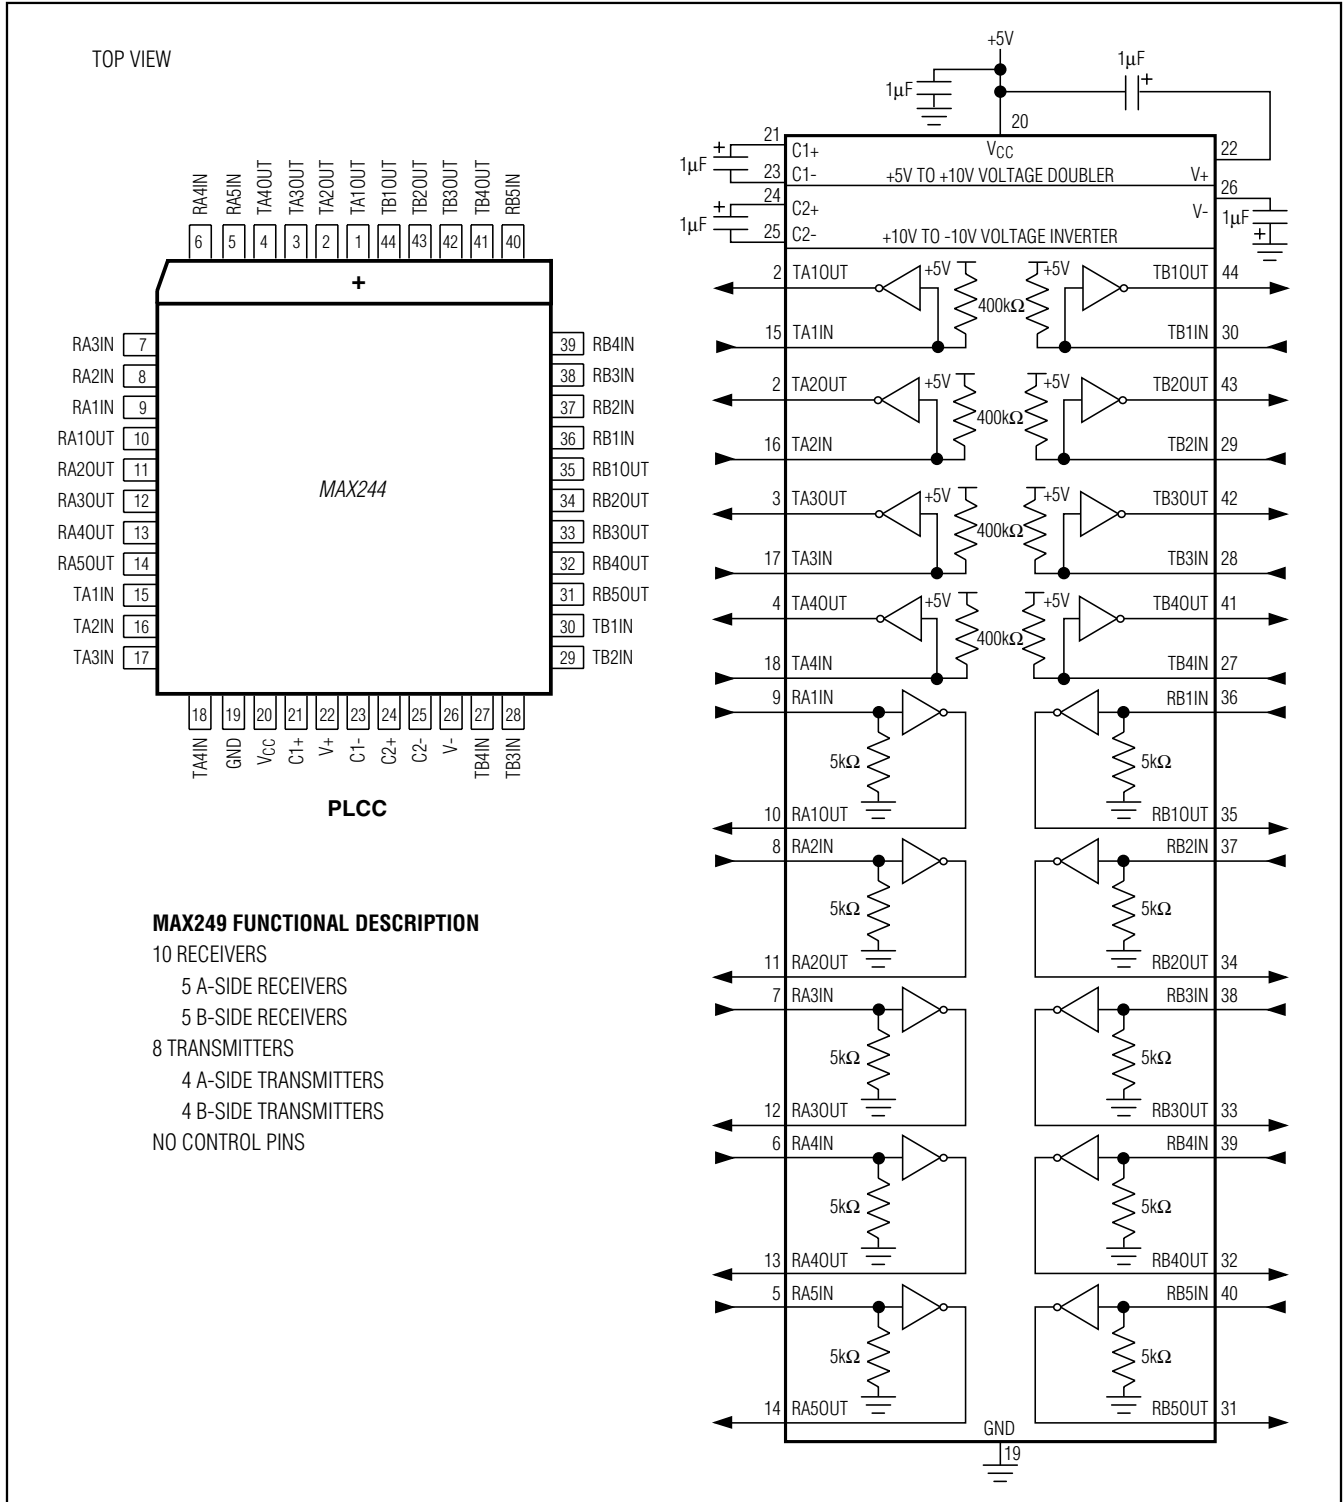 TOP VIEW
RA4IN
RA5IN
TA4OUT
TA3OUT
TA2OUT
TA1OUT
TB1OUT
TB2OUT
TB3OUT
TB4OUT
RB5IN
6 5 4 3 2 1 44 43 42 41 40
+
RA3IN 7
RA2IN 8
RA1IN 9
RA1OUT 10
RA2OUT 11
RA3OUT 12
RA4OUT 13
RA5OUT 14
TA1IN 15
TA2IN 16
TA3IN 17
MAX244
39 RB4IN
38 RB3IN
37 RB2IN
36 RB1IN
35 RB1OUT
34 RB2OUT
33 RB3OUT
32 RB4OUT
31 RB5OUT
30 TB1IN
29 TB2IN
18 19 20 21 22 23 24 25 26 27 28
TA4IN
GND
VCC
C1+
V+
C1-
C2+
C2-
V-
TB4IN
TB3IN
PLCC
MAX249 FUNCTIONAL DESCRIPTION
10 RECEIVERS
5 A-SIDE RECEIVERS
5 B-SIDE RECEIVERS
8 TRANSMITTERS
4 A-SIDE TRANSMITTERS
4 B-SIDE TRANSMITTERS
NO CONTROL PINS
+5V
1µF
1µF +
20
21 C1+ VCC 22
+ 1µF
23 C1- +5V TO +10V VOLTAGE DOUBLER V+
24 C2+ 26
+ 1µF V- 1µF +
25 C2- +10V TO -10V VOLTAGE INVERTER
2 TA1OUT +5V +5V TB1OUT 44
400kΩ
15 TA1IN TB1IN 30
2 TA2OUT +5V +5V TB2OUT 43
400kΩ
16 TA2IN TB2IN 29
3 TA3OUT +5V +5V TB3OUT 42
400kΩ
17 TA3IN TB3IN 28
4 TA4OUT +5V +5V TB4OUT 41
400kΩ
18 TA4IN TB4IN 27
9 RA1IN RB1IN 36
5kΩ 5kΩ
10 RA1OUT RB1OUT 35
8 RA2IN RB2IN 37
5kΩ 5kΩ
11 RA2OUT RB2OUT 34
7 RA3IN RB3IN 38
5kΩ 5kΩ
12 RA3OUT RB3OUT 33
6 RA4IN RB4IN 39
5kΩ 5kΩ
13 RA4OUT RB4OUT 32
5 RA5IN RB5IN 40
5kΩ 5kΩ
14 RA5OUT RB5OUT 31
GND
19